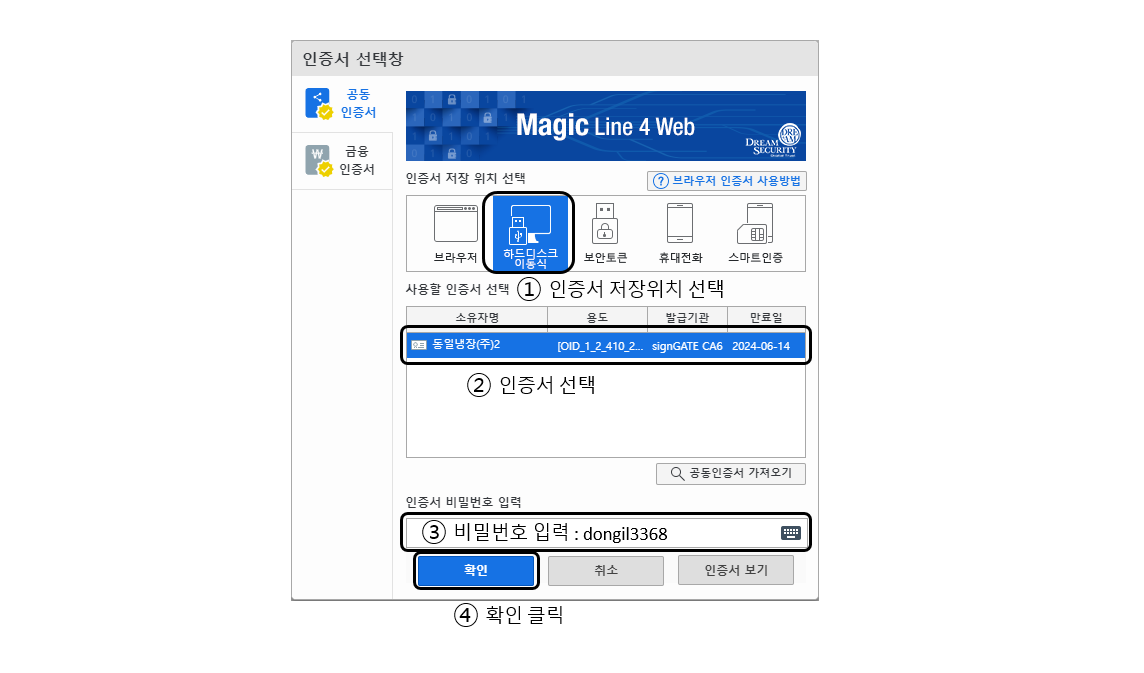 인증서 선택창
공동
인증서
금융
인증서
Magic Line 4 Web
DREAM
SECURITY
인증서 저장 위치 선택
? 브라우저 인증서 사용방법
브라우저
하드디스크
이동식
보안토큰
휴대전화
스마트인증
사용할 인증서 선택 ① 인증서 저장위치 선택
소유자명 용도 발급기관 만료일
동일냉장(주)2 [OID_1_2_410_2... signGATE CA6 2024-06-14
② 인증서 선택
공동인증서 가져오기
인증서 비밀번호 입력
③ 비밀번호 입력 : dongil3368
확인 취소 인증서 보기
④ 확인 클릭